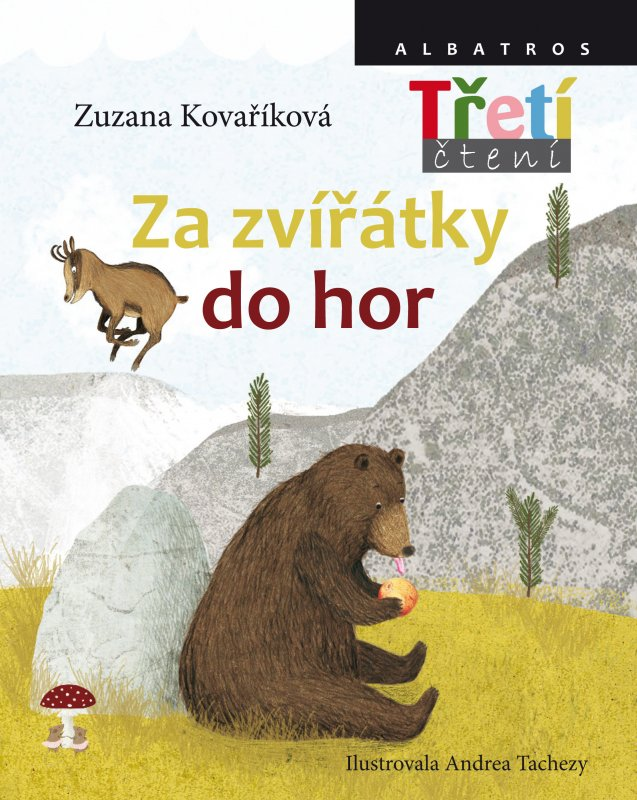 ALBATROS
Třetí
čtení
Zuzana Kovaříková
Za zvířátky
do hor
Ilustrovala Andrea Tachezy